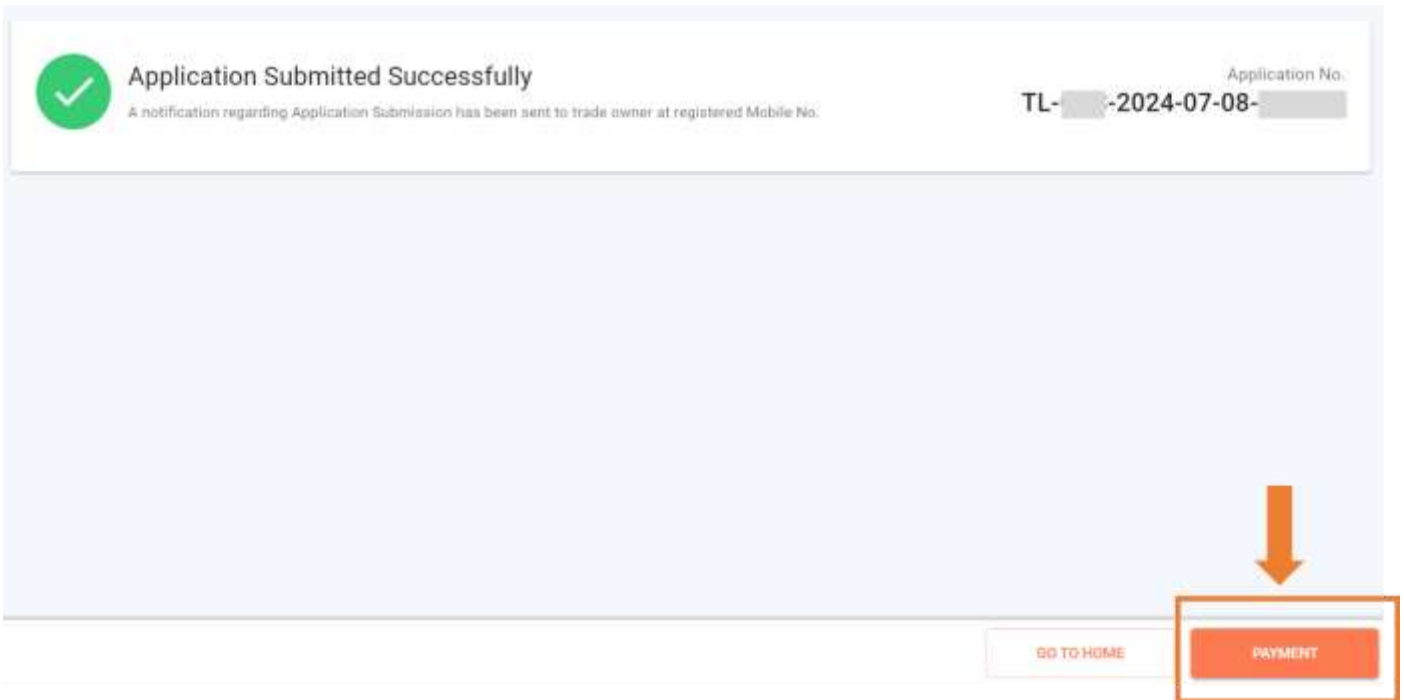 Application Submitted Successfully
A notification regarding Application Submission has been sent to trade owner at registered Mobile No.
Application No.
TL- -2024-07-08-
GO TO HOME
PAYMENT